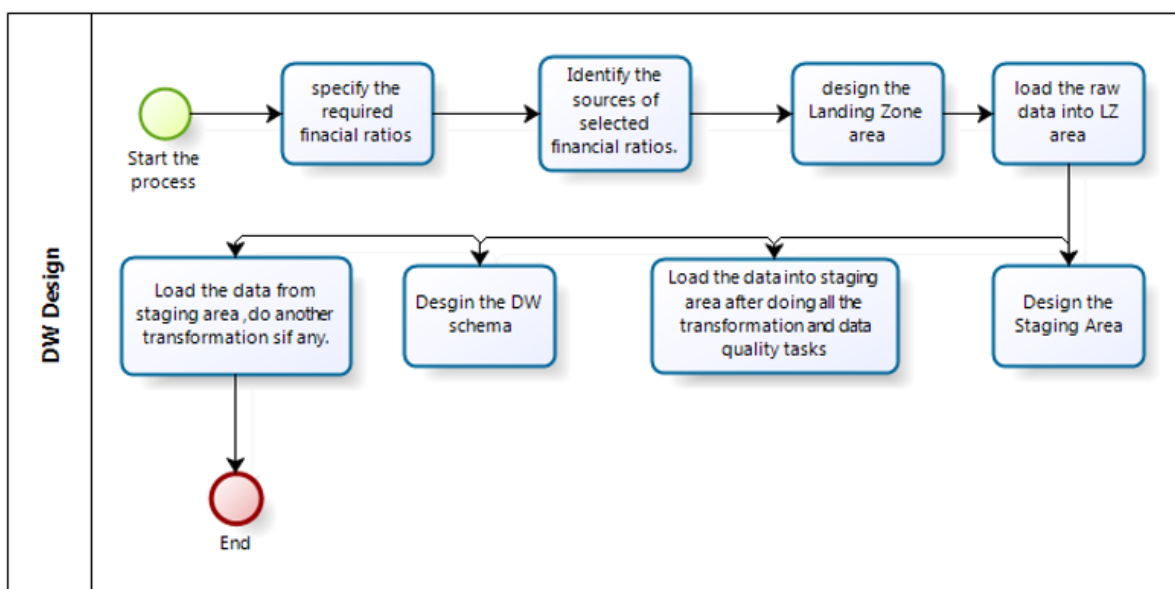 DW Design
Start the
process
specify the
required
finacial ratios
Identify the
sources of
selected
financial ratios.
design the
Landing Zone
area
load the raw
data into LZ
area
Load the data from
staging area ,do another
transformation sif any.
Desgin the DW
schema
Load the data into staging
area after doing all the
transformation and data
quality tasks
Design the
Staging Area
End